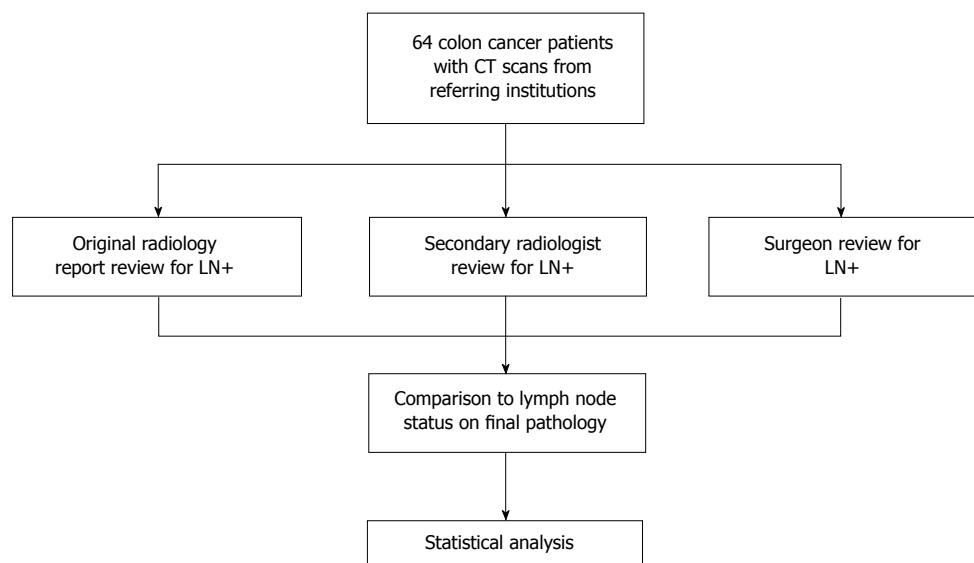 64 colon cancer patients
with CT scans from
referring institutions
Original radiology
report review for LN+
Secondary radiologist
review for LN+
Surgeon review for
LN+
Comparison to lymph node
status on final pathology
Statistical analysis